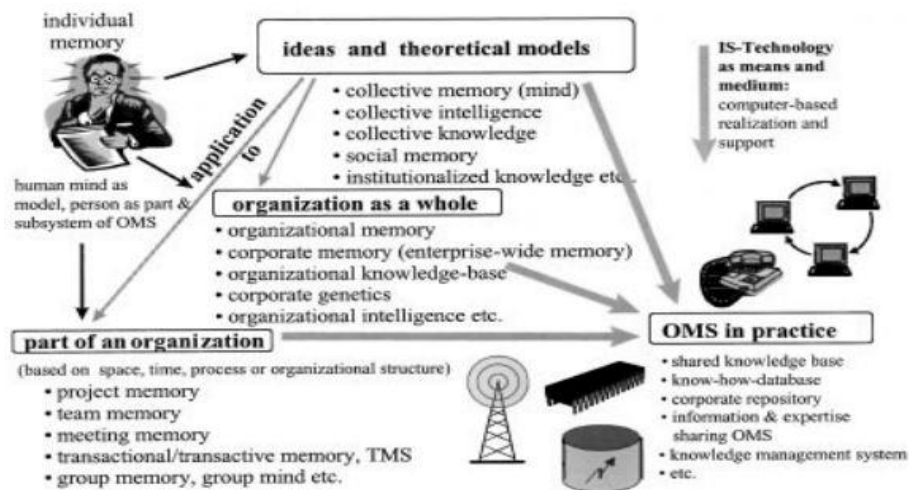 individual
memory
ideas and theoretical models
IS-Technology
as means and
medium:
computer-based
realization and
support
• collective memory (mind)
• collective intelligence
• collective knowledge
• social memory
• institutionalized knowledge etc.
application
to
human mind as
model, person as part &
subsystem of OMS
organization as a whole
• organizational memory
• corporate memory (enterprise-wide memory)
• organizational knowledge-base
• corporate genetics
• organizational intelligence etc.
part of an organization
(based on space, time, process or organizational structure)
• project memory
• team memory
• meeting memory
• transactional/transactive memory, TMS
• group memory, group mind etc.
OMS in practice
• shared knowledge base
• know-how-database
• corporate repository
• information & expertise
sharing OMS
• knowledge management system
• etc.